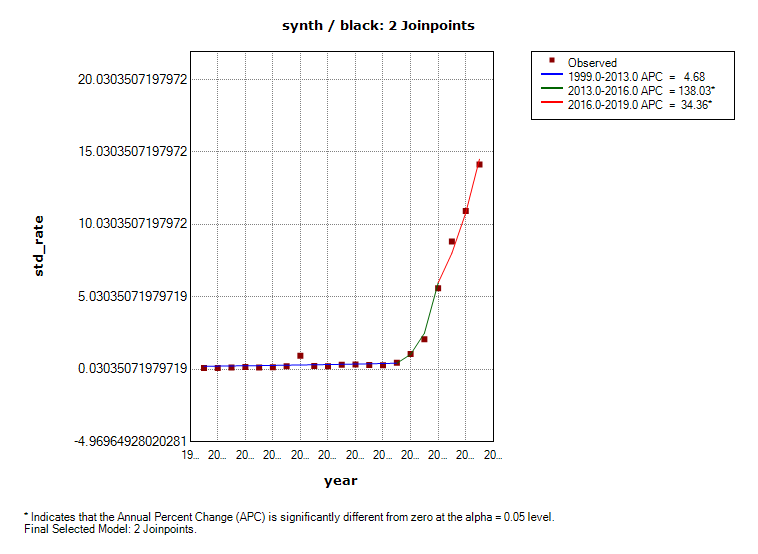 synth / black: 2 Joinpoints
Observed
1999.0-2013.0 APC = 4.68
2013.0-2016.0 APC = 138.03*
2016.0-2019.0 APC = 34.36*
20.0303507197972
15.0303507197972
10.0303507197972
5.03035071979719
0.03035071979719
-4.96964928020281
std_rate
19... 20... 20... 20... 20... 20... 20... 20... 20... 20... 20... 20...
year
* Indicates that the Annual Percent Change (APC) is significantly different from zero at the alpha = 0.05 level.
Final Selected Model: 2 Joinpoints.